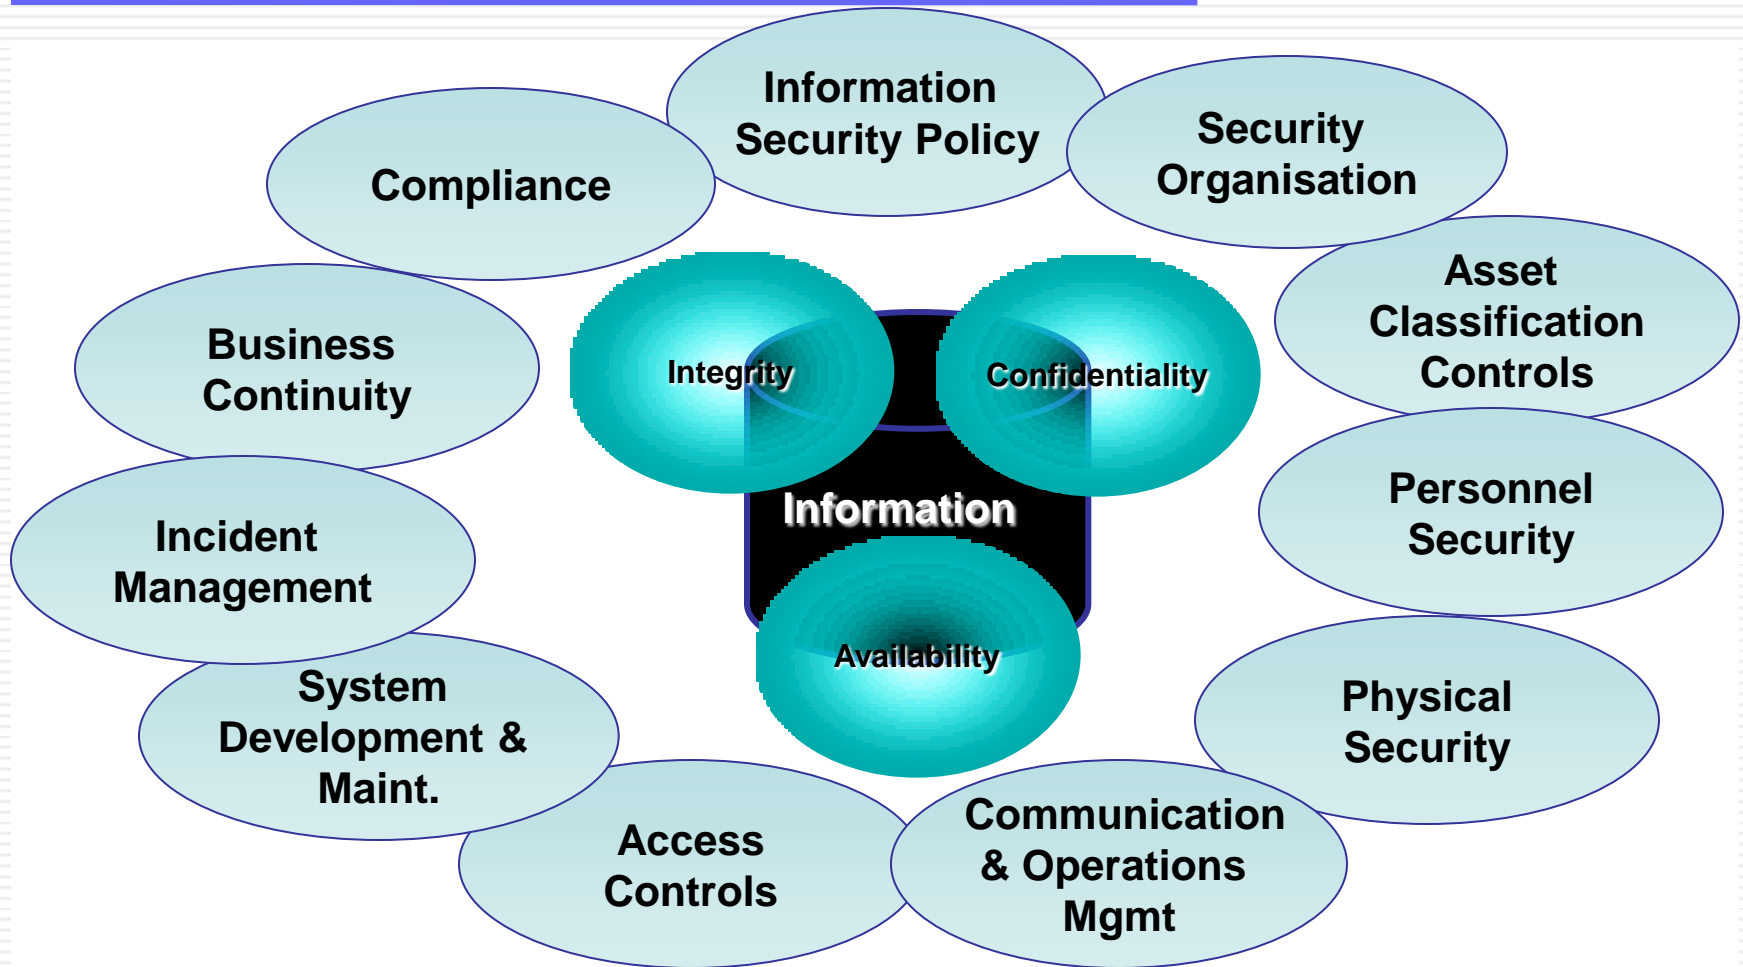 Information
Security Policy
Security
Organisation
Asset
Classification
Controls
Personnel
Security
Physical
Security
Communication
& Operations
Mgmt
Access
Controls
System
Development &
Maint.
Incident
Management
Business
Continuity
Compliance
Integrity
Confidentiality
Information
Availability